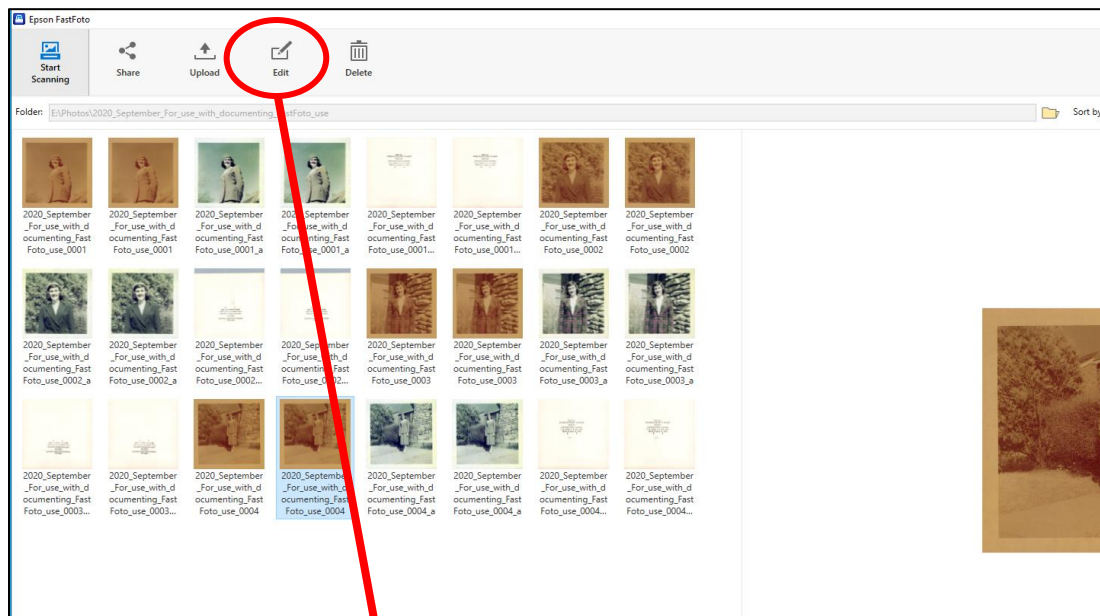 Epson FastFoto
Start
Scanning
Share
Upload
Edit
Delete
Folder:
E:\Photos\2020_September_For_use_with_documenting_FastFoto_use
Sort by
2020_September
_For_use_with_d
ocumenting_Fast
Foto_use_0001
2020_September
_For_use_with_d
ocumenting_Fast
Foto_use_0001
2020_September
_For_use_with_d
ocumenting_Fast
Foto_use_0001_a
2020_September
_For_use_with_d
ocumenting_Fast
Foto_use_0001_a
2020_September
_For_use_with_d
ocumenting_Fast
Foto_use_0001...
2020_September
_For_use_with_d
ocumenting_Fast
Foto_use_0001...
2020_September
_For_use_with_d
ocumenting_Fast
Foto_use_0002
2020_September
_For_use_with_d
ocumenting_Fast
Foto_use_0002
2020_September
_For_use_with_d
ocumenting_Fast
Foto_use_0002_a
2020_September
_For_use_with_d
ocumenting_Fast
Foto_use_0002_a
2020_September
_For_use_with_d
ocumenting_Fast
Foto_use_0002...
2020_September
_For_use_with_d
ocumenting_Fast
Foto_use_0002...
2020_September
_For_use_with_d
ocumenting_Fast
Foto_use_0003
2020_September
_For_use_with_d
ocumenting_Fast
Foto_use_0003
2020_September
_For_use_with_d
ocumenting_Fast
Foto_use_0003_a
2020_September
_For_use_with_d
ocumenting_Fast
Foto_use_0003_a
2020_September
_For_use_with_d
ocumenting_Fast
Foto_use_0003...
2020_September
_For_use_with_d
ocumenting_Fast
Foto_use_0003...
2020_September
_For_use_with_d
ocumenting_Fast
Foto_use_0004
2020_September
_For_use_with_d
ocumenting_Fast
Foto_use_0004
2020_September
_For_use_with_d
ocumenting_Fast
Foto_use_0004_a
2020_September
_For_use_with_d
ocumenting_Fast
Foto_use_0004_a
2020_September
_For_use_with_d
ocumenting_Fast
Foto_use_0004...
2020_September
_For_use_with_d
ocumenting_Fast
Foto_use_0004...